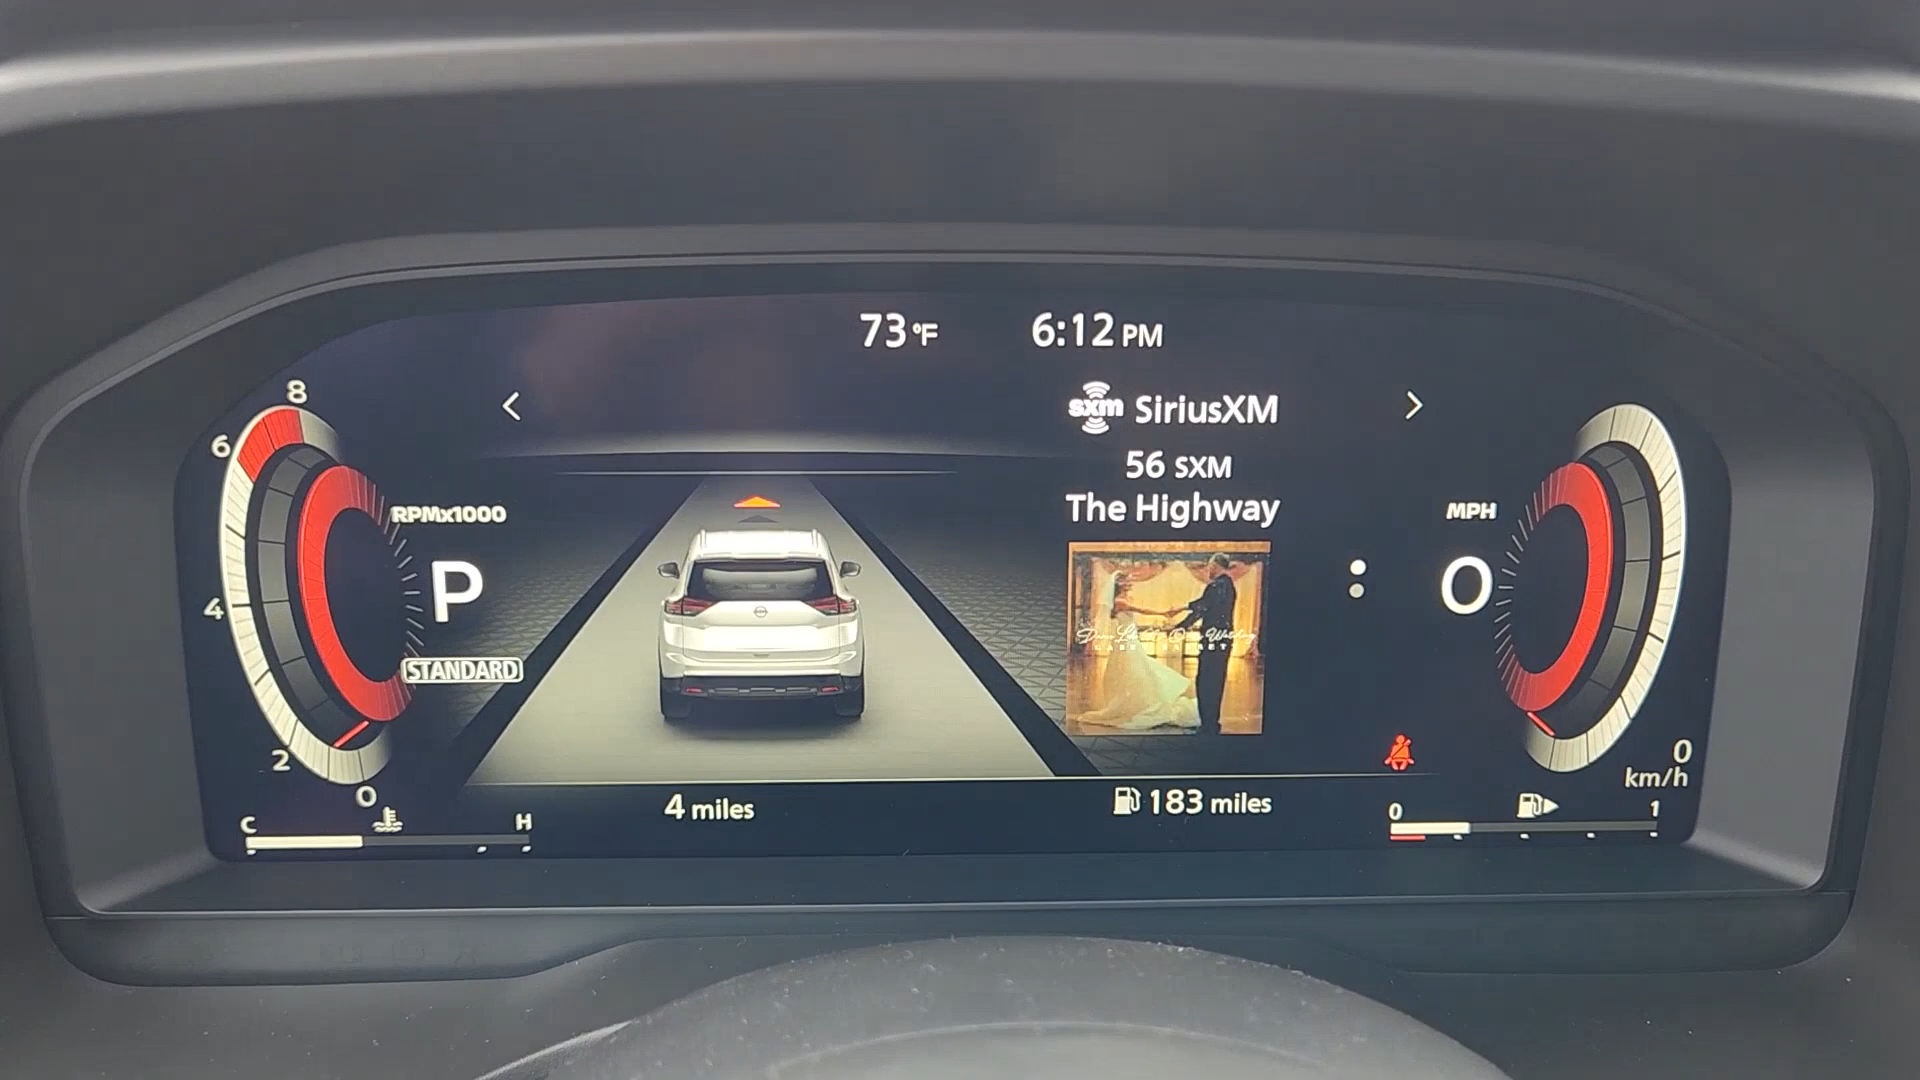 73°F
6:12 PM
sxm SiriusXM
56 SXM
The Highway
8
6
4
2
0
RPMx1000
P
STANDARD
MPH
0
0
km/h
C
H
4 miles
183 miles
0
1